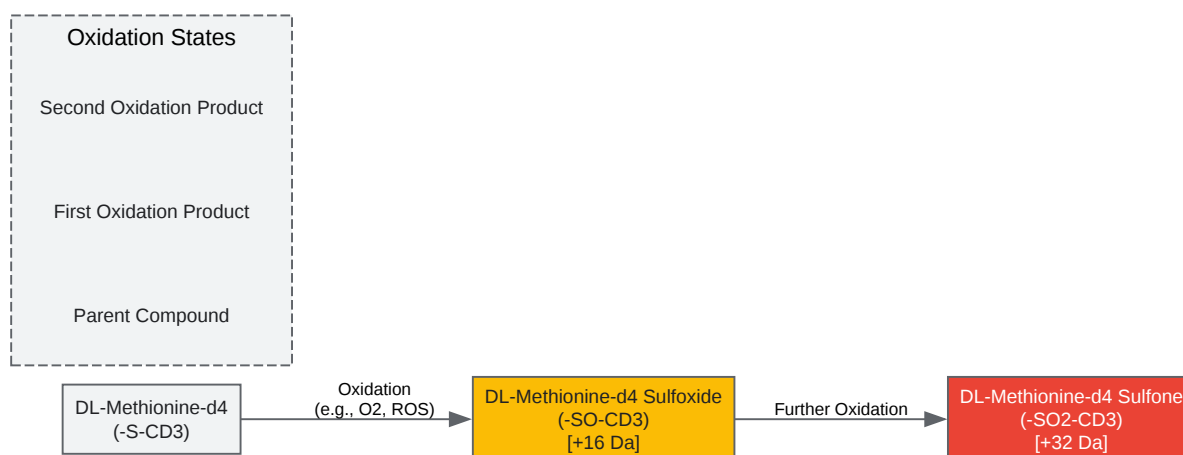 Oxidation States
Second Oxidation Product
First Oxidation Product
Parent Compound
DL-Methionine-d4
(-S-CD3)
Oxidation
(e.g., O2, ROS)
DL-Methionine-d4 Sulfoxide
(-SO-CD3)
[+16 Da]
Further Oxidation
DL-Methionine-d4 Sulfone
(-SO2-CD3)
[+32 Da]